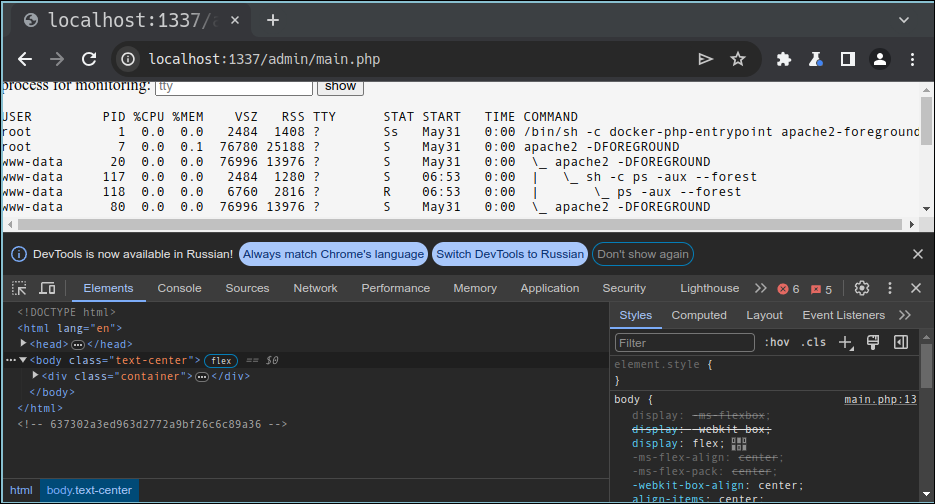 localhost:1337/a
localhost:1337/admin/main.php
process for monitoring: tty show
USER PID %CPU %MEM VSZ RSS TTY STAT START TIME COMMAND
root 1 0.0 0.0 2484 1408 ? Ss May31 0:00 /bin/sh -c docker-php-entrypoint apache2-foreground
root 7 0.0 0.1 76780 25188 ? S May31 0:00 apache2 -DFOREGROUND
www-data 20 0.0 0.0 76996 13976 ? S May31 0:00 \_ apache2 -DFOREGROUND
www-data 117 0.0 0.0 2484 1280 ? S 06:53 0:00 | \_ sh -c ps -aux --forest
www-data 118 0.0 0.0 6760 2816 ? R 06:53 0:00 | \_ ps -aux --forest
www-data 80 0.0 0.0 76996 13976 ? S May31 0:00 \_ apache2 -DFOREGROUND
DevTools is now available in Russian! Always match Chrome's language Switch DevTools to Russian Don't show again
Elements Console Sources Network Performance Memory Application Security Lighthouse 6 5
<!DOCTYPE html>
<html lang="en">
<head>…</head>
<body class="text-center"> flex == $0
<div class="container">…</div>
</body>
</html>
<!-- 637302a3ed963d2772a9bf26c6c89a36 -->
html body.text-center
Styles Computed Layout Event Listeners
Filter :hov .cls
element.style {
}
body { main.php:13
display: -ms-flexbox;
display: -webkit-box;
display: flex;
-ms-flex-align: center;
-ms-flex-pack: center;
-webkit-box-align: center;
align-items: center;